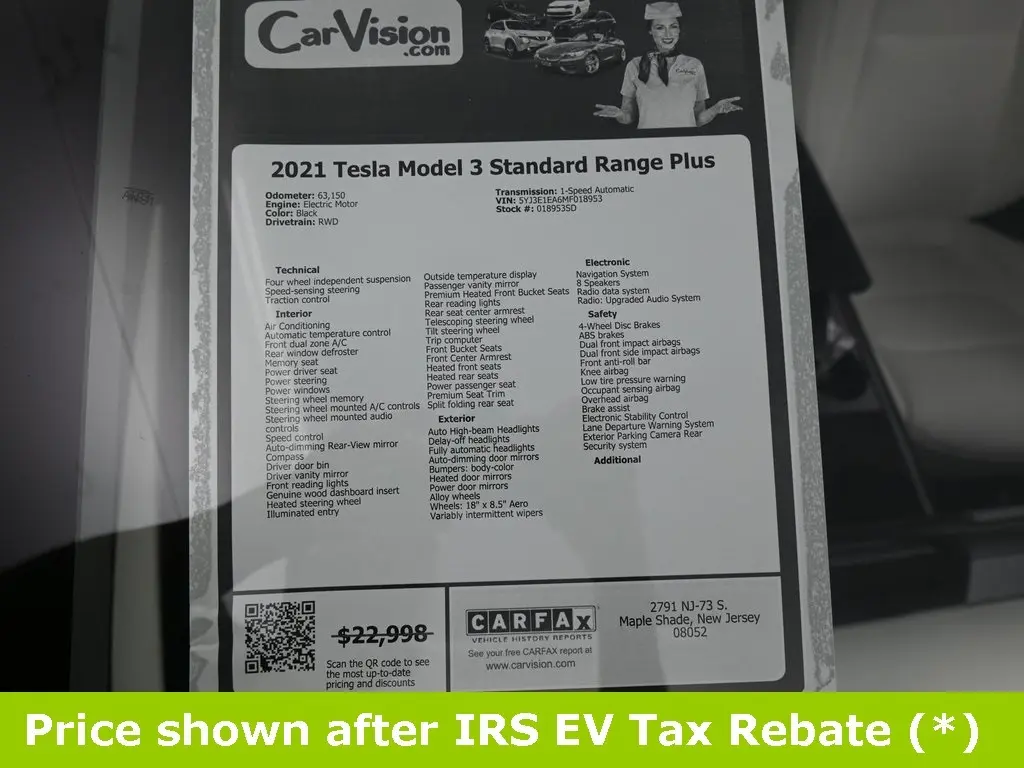 CarVision
.com
2021 Tesla Model 3 Standard Range Plus
Odometer: 63,150
Engine: Electric Motor
Color: Black
Drivetrain: RWD
Transmission: 1-Speed Automatic
VIN: 5YJ3E1EA6MF018953
Stock #: 018953SD
Technical
Four wheel independent suspension
Speed-sensing steering
Traction control
Interior
Air Conditioning
Automatic temperature control
Front dual zone A/C
Rear window defroster
Memory seat
Power driver seat
Power steering
Power windows
Steering wheel memory
Steering wheel mounted A/C controls
Steering wheel mounted audio
controls
Speed control
Auto-dimming Rear-View mirror
Compass
Driver door bin
Driver vanity mirror
Front reading lights
Genuine wood dashboard insert
Heated steering wheel
Illuminated entry
Outside temperature display
Passenger vanity mirror
Premium Heated Front Bucket Seats
Rear reading lights
Rear seat center armrest
Telescoping steering wheel
Tilt steering wheel
Trip computer
Front Bucket Seats
Front Center Armrest
Heated front seats
Heated rear seats
Power passenger seat
Premium Seat Trim
Split folding rear seat
Exterior
Auto High-beam Headlights
Delay-off headlights
Fully automatic headlights
Auto-dimming door mirrors
Bumpers: body-color
Heated door mirrors
Power door mirrors
Alloy wheels
Wheels: 18" x 8.5" Aero
Variably intermittent wipers
Electronic
Navigation System
8 Speakers
Radio data system
Radio: Upgraded Audio System
Safety
4-Wheel Disc Brakes
ABS brakes
Dual front impact airbags
Dual front side impact airbags
Front anti-roll bar
Knee airbag
Low tire pressure warning
Occupant sensing airbag
Overhead airbag
Brake assist
Electronic Stability Control
Lane Departure Warning System
Exterior Parking Camera Rear
Security system
Additional
$22,998
Scan the QR code to see
the most up-to-date
pricing and discounts
CARFAX
VEHICLE HISTORY REPORTS
See your free CARFAX report at
www.carvision.com
2791 NJ-73 S.
Maple Shade, New Jersey
08052
Price shown after IRS EV Tax Rebate (*)